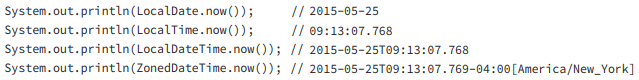 System.out.println(LocalDate.now());     // 2015-05-25
System.out.println(LocalTime.now());     // 09:13:07.768
System.out.println(LocalDateTime.now()); // 2015-05-25T09:13:07.768
System.out.println(ZonedDateTime.now()); // 2015-05-25T09:13:07.769-04:00[America/New_York]